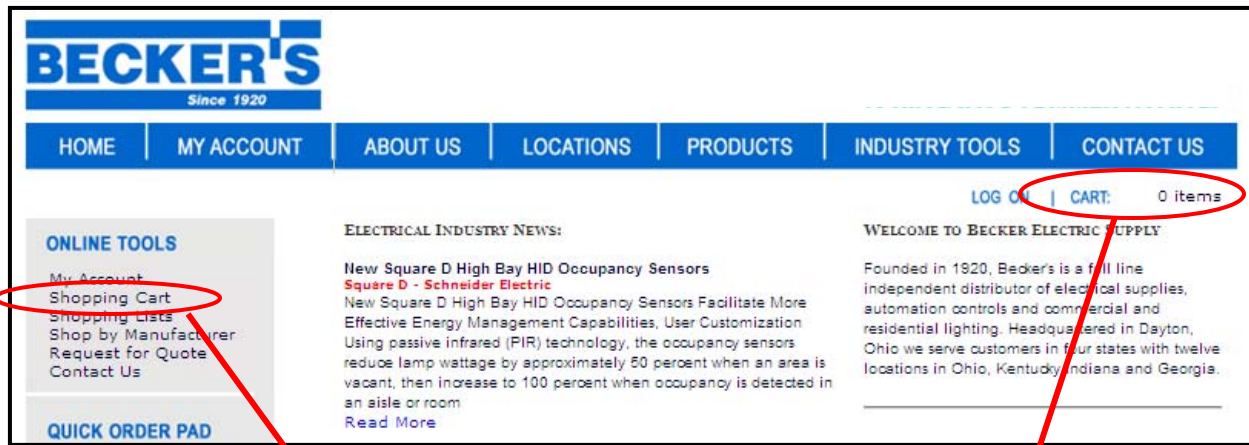 BECKER'S
Since 1920
HOME MY ACCOUNT ABOUT US LOCATIONS PRODUCTS INDUSTRY TOOLS CONTACT US
LOG ON | CART: 0 items
ONLINE TOOLS
My Account
Shopping Cart
Shopping Lists
Shop by Manufacturer
Request for Quote
Contact Us
QUICK ORDER PAD
ELECTRICAL INDUSTRY NEWS:
New Square D High Bay HID Occupancy Sensors
Square D - Schneider Electric
New Square D High Bay HID Occupancy Sensors Facilitate More
Effective Energy Management Capabilities, User Customization
Using passive infrared (PIR) technology, the occupancy sensors
reduce lamp wattage by approximately 50 percent when an area is
vacant, then increase to 100 percent when occupancy is detected in
an aisle or room
Read More
WELCOME TO BECKER ELECTRIC SUPPLY
Founded in 1920, Becker's is a full line
independent distributor of electrical supplies,
automation controls and commercial and
residential lighting. Headquartered in Dayton,
Ohio we serve customers in four states with twelve
locations in Ohio, Kentucky Indiana and Georgia.